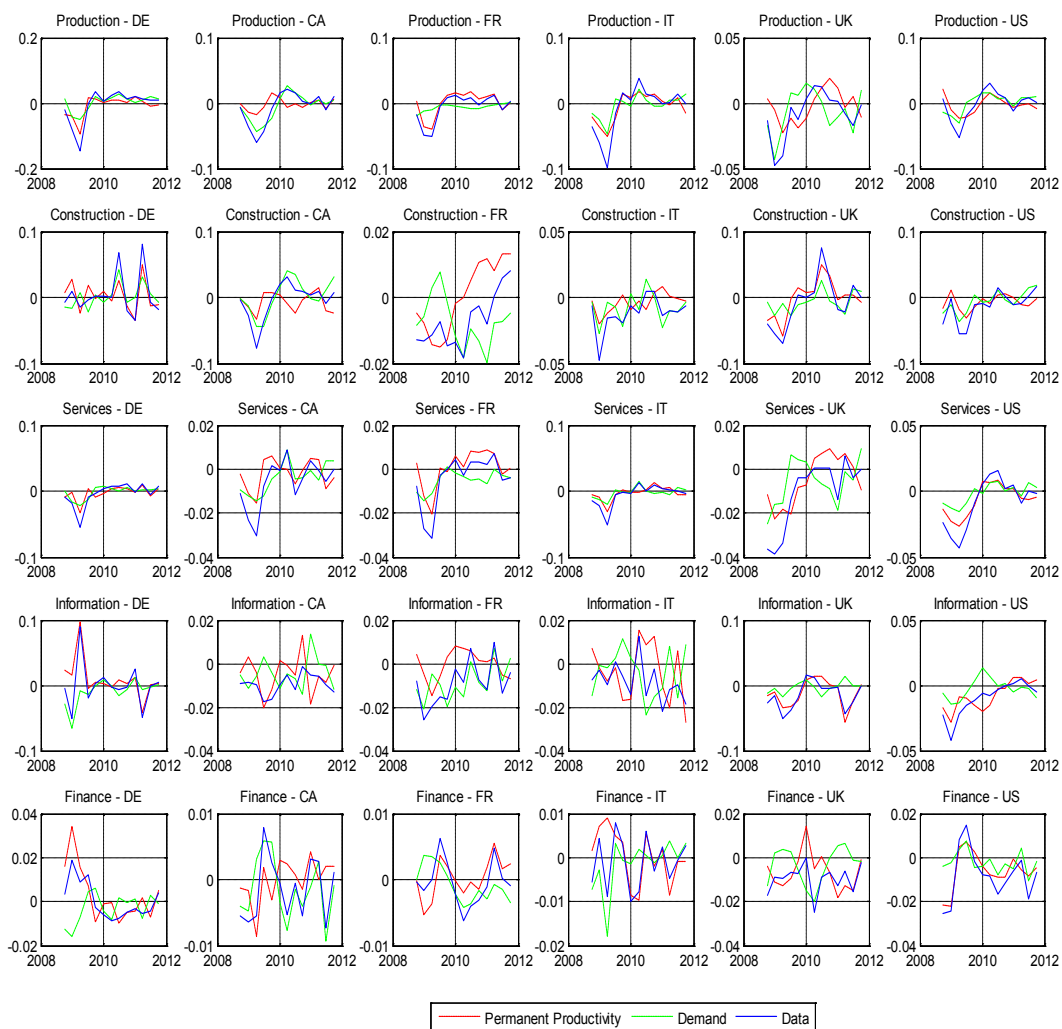 Production - DE Production - CA Production - FR Production - IT Production - UK Production - US
0.2 0.1 0.1 0.1 0.05 0.1
0 0 0 0 0 0
-0.2 -0.1 -0.1 -0.1 -0.05 -0.1
2008 2010 2012 2008 2010 2012 2008 2010 2012 2008 2010 2012 2008 2010 2012 2008 2010 2012
Construction - DE Construction - CA Construction - FR Construction - IT Construction - UK Construction - US
0.1 0.1 0.02 0.05 0.1 0.1
0 0 0 0 0 0
-0.1 -0.1 -0.02 -0.05 -0.1 -0.1
2008 2010 2012 2008 2010 2012 2008 2010 2012 2008 2010 2012 2008 2010 2012 2008 2010 2012
Services - DE Services - CA Services - FR Services - IT Services - UK Services - US
0.1 0.02 0.02 0.1 0.02 0.05
0 0 0 0 0 0
-0.02 -0.02 -0.02
-0.1 -0.04 -0.04 -0.1 -0.04 -0.05
2008 2010 2012 2008 2010 2012 2008 2010 2012 2008 2010 2012 2008 2010 2012 2008 2010 2012
Information - DE Information - CA Information - FR Information - IT Information - UK Information - US
0.1 0.02 0.02 0.02 0.1 0.05
0 0 0 0 0 0
-0.02 -0.02 -0.02
-0.1 -0.04 -0.04 -0.04 -0.1 -0.05
2008 2010 2012 2008 2010 2012 2008 2010 2012 2008 2010 2012 2008 2010 2012 2008 2010 2012
Finance - DE Finance - CA Finance - FR Finance - IT Finance - UK Finance - US
0.04 0.01 0.01 0.01 0.02 0.02
0.02 0 0 0 0 0
0 -0.01 -0.02 -0.02
-0.02 -0.01 -0.01 -0.02 -0.04 -0.04
2008 2010 2012 2008 2010 2012 2008 2010 2012 2008 2010 2012 2008 2010 2012 2008 2010 2012
Permanent Productivity Demand Data